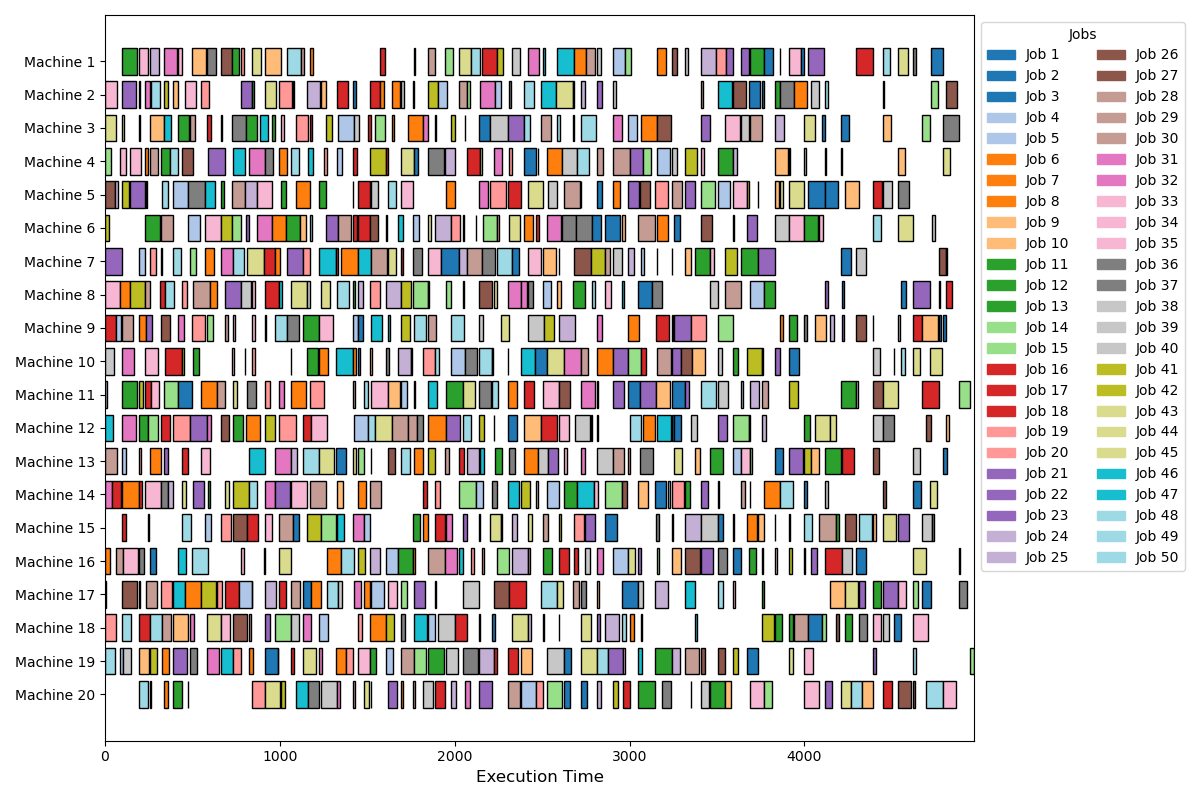 Machine 1
Machine 2
Machine 3
Machine 4
Machine 5
Machine 6
Machine 7
Machine 8
Machine 9
Machine 10
Machine 11
Machine 12
Machine 13
Machine 14
Machine 15
Machine 16
Machine 17
Machine 18
Machine 19
Machine 20
0 1000 2000 3000 4000
Execution Time
Jobs
Job 1 Job 26
Job 2 Job 27
Job 3 Job 28
Job 4 Job 29
Job 5 Job 30
Job 6 Job 31
Job 7 Job 32
Job 8 Job 33
Job 9 Job 34
Job 10 Job 35
Job 11 Job 36
Job 12 Job 37
Job 13 Job 38
Job 14 Job 39
Job 15 Job 40
Job 16 Job 41
Job 17 Job 42
Job 18 Job 43
Job 19 Job 44
Job 20 Job 45
Job 21 Job 46
Job 22 Job 47
Job 23 Job 48
Job 24 Job 49
Job 25 Job 50